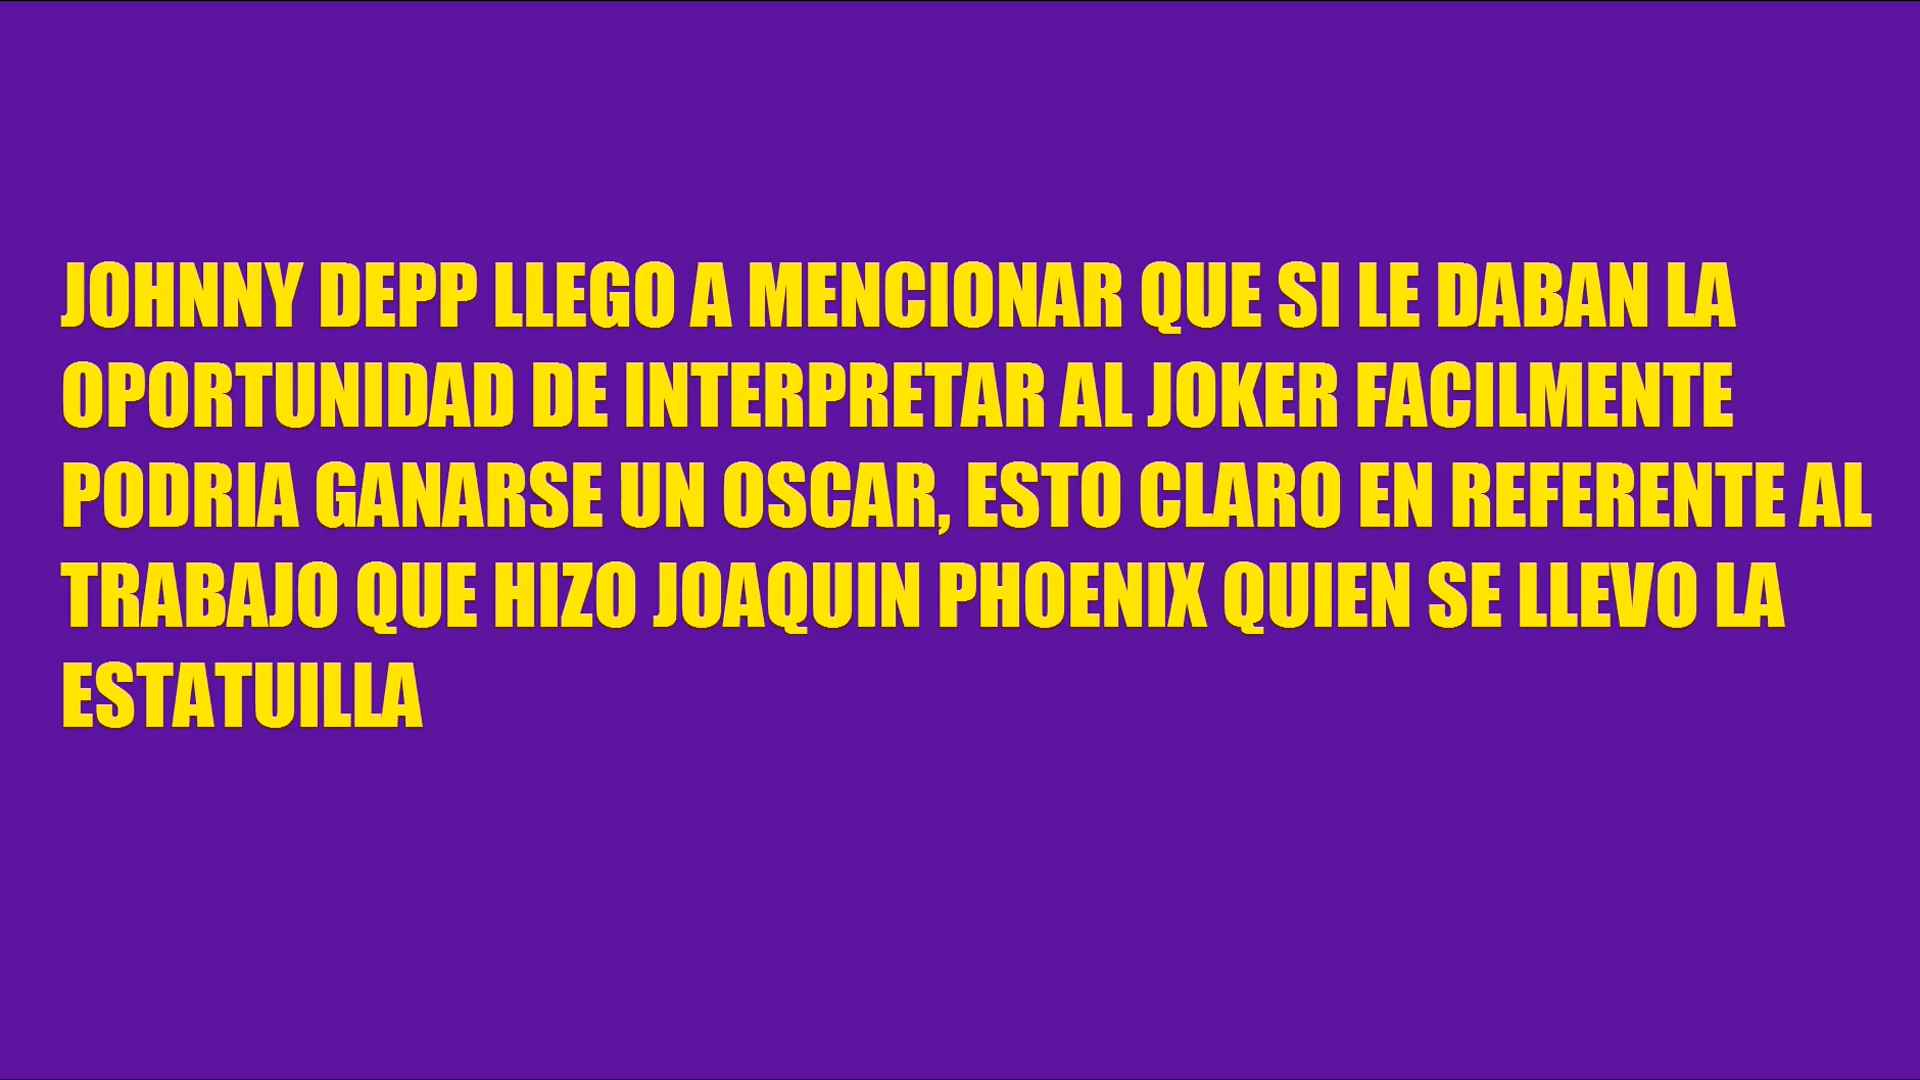 JOHNNY DEPP LLEGO A MENCIONAR QUE SI LE DABAN LA
OPORTUNIDAD DE INTERPRETAR AL JOKER FACILMENTE
PODRIA GANARSE UN OSCAR, ESTO CLARO EN REFERENTE AL
TRABAJO QUE HIZO JOAQUIN PHOENIX QUIEN SE LLEVO LA
ESTATUILLA